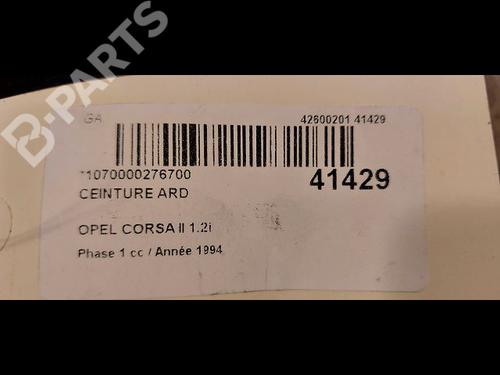 B-PARTS
GA
42600201 41429
*1070000276700
41429
CEINTURE ARD
OPEL CORSA II 1.2i
Phase 1 cc / Année 1994